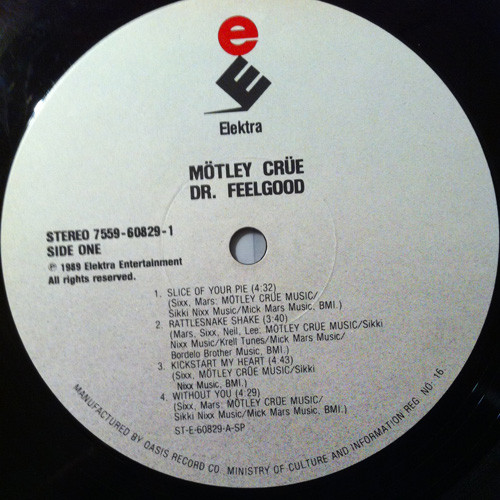 e
E
Elektra
MÖTLEY CRÜE
DR. FEELGOOD
STEREO 7559-60829-1
SIDE ONE
℗ 1989 Elektra Entertainment
All rights reserved.
1. SLICE OF YOUR PIE (4:32)
(Sixx, Mars: MÖTLEY CRÜE MUSIC/
Sikki Nixx Music/Mick Mars Music, BMI.)
2. RATTLESNAKE SHAKE (3:40)
(Mars, Sixx, Neil, Lee: MÖTLEY CRÜE MUSIC/Sikki
Nixx Music/Krell Tunes/Mick Mars Music/
Bordelo Brother Music, BMI.)
3. KICKSTART MY HEART (4:43)
(Sixx, MÖTLEY CRÜE MUSIC/Sikki
Nixx Music, BMI.)
4. WITHOUT YOU (4:29)
(Sixx, Mars: MÖTLEY CRÜE MUSIC/
Sikki Nixx Music/Mick Mars Music, BMI.)
ST-E-60829-A-SP
MANUFACTURED BY OASIS RECORD CO. MINISTRY OF CULTURE AND INFORMATION REG. NO. 16